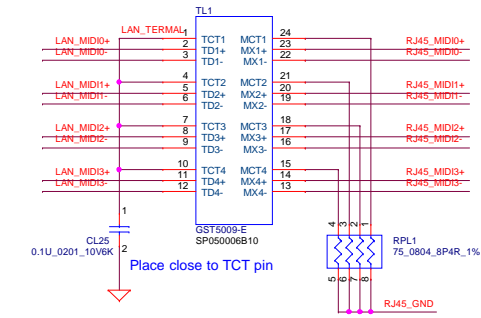 TL1
LAN_TERMAL 1 TCT1 MCT1 24
LAN_MIDI0+ 2 TD1+ MX1+ 23 RJ45_MIDI0+
LAN_MIDI0- 3 TD1- MX1- 22 RJ45_MIDI0-
4 TCT2 MCT2 21
LAN_MIDI1+ 5 TD2+ MX2+ 20 RJ45_MIDI1+
LAN_MIDI1- 6 TD2- MX2- 19 RJ45_MIDI1-
7 TCT3 MCT3 18
LAN_MIDI2+ 8 TD3+ MX3+ 17 RJ45_MIDI2+
LAN_MIDI2- 9 TD3- MX3- 16 RJ45_MIDI2-
10 TCT4 MCT4 15
LAN_MIDI3+ 11 TD4+ MX4+ 14 RJ45_MIDI3+
LAN_MIDI3- 12 TD4- MX4- 13 RJ45_MIDI3-
GST5009-E
SP050006B10
1
CL25
0.1U_0201_10V6K
2
Place close to TCT pin
4 3 2 1
RPL1
75_0804_8P4R_1%
5 6 7 8
RJ45_GND